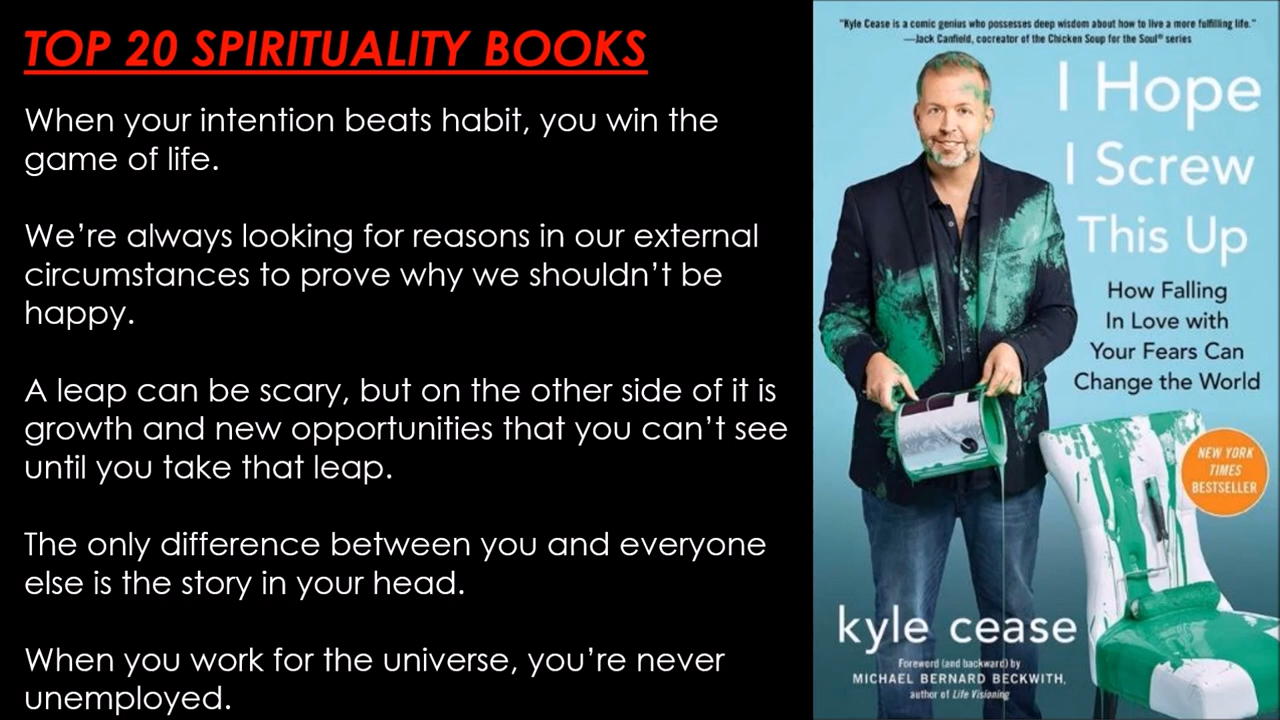 TOP 20 SPIRITUALITY BOOKS
When your intention beats habit, you win the
game of life.
We’re always looking for reasons in our external
circumstances to prove why we shouldn’t be
happy.
A leap can be scary, but on the other side of it is
growth and new opportunities that you can’t see
until you take that leap.
The only difference between you and everyone
else is the story in your head.
When you work for the universe, you’re never
unemployed.
"Kyle Cease is a comic genius who possesses deep wisdom about how to live a more fulfilling life."
—Jack Canfield, cocreator of the Chicken Soup for the Soul® series
I Hope
I Screw
This Up
How Falling
In Love with
Your Fears Can
Change the World
NEW YORK
TIMES
BESTSELLER
kyle cease
Foreword (and backward) by
MICHAEL BERNARD BECKWITH,
author of Life Visioning